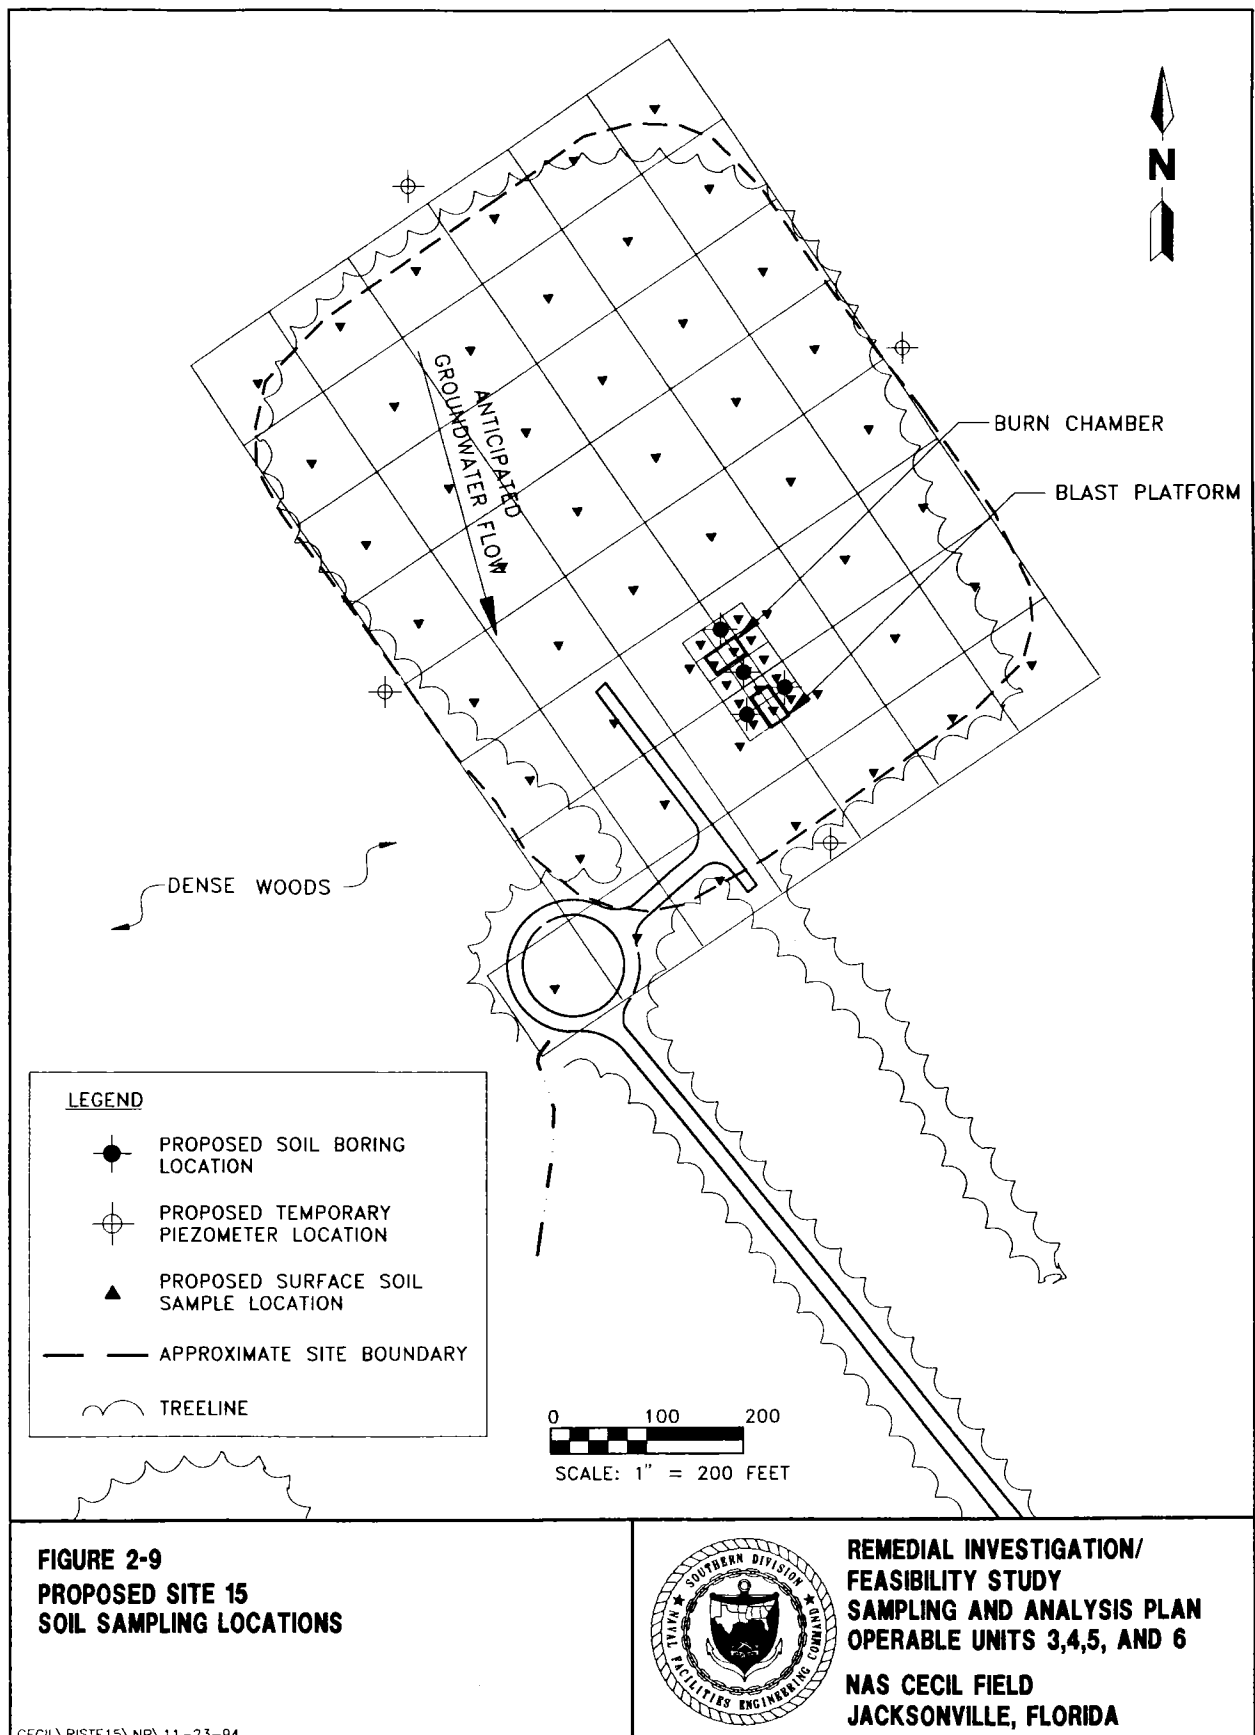 N
ANTICIPATED
GROUNDWATER FLOW
BURN CHAMBER
BLAST PLATFORM
DENSE WOODS
LEGEND
PROPOSED SOIL BORING
LOCATION
PROPOSED TEMPORARY
PIEZOMETER LOCATION
PROPOSED SURFACE SOIL
SAMPLE LOCATION
APPROXIMATE SITE BOUNDARY
TREELINE
0 100 200
SCALE: 1" = 200 FEET
FIGURE 2-9
PROPOSED SITE 15
SOIL SAMPLING LOCATIONS
SOUTHERN DIVISION
NAVAL FACILITIES ENGINEERING COMMAND
REMEDIAL INVESTIGATION/
FEASIBILITY STUDY
SAMPLING AND ANALYSIS PLAN
OPERABLE UNITS 3,4,5, AND 6
NAS CECIL FIELD
JACKSONVILLE, FLORIDA